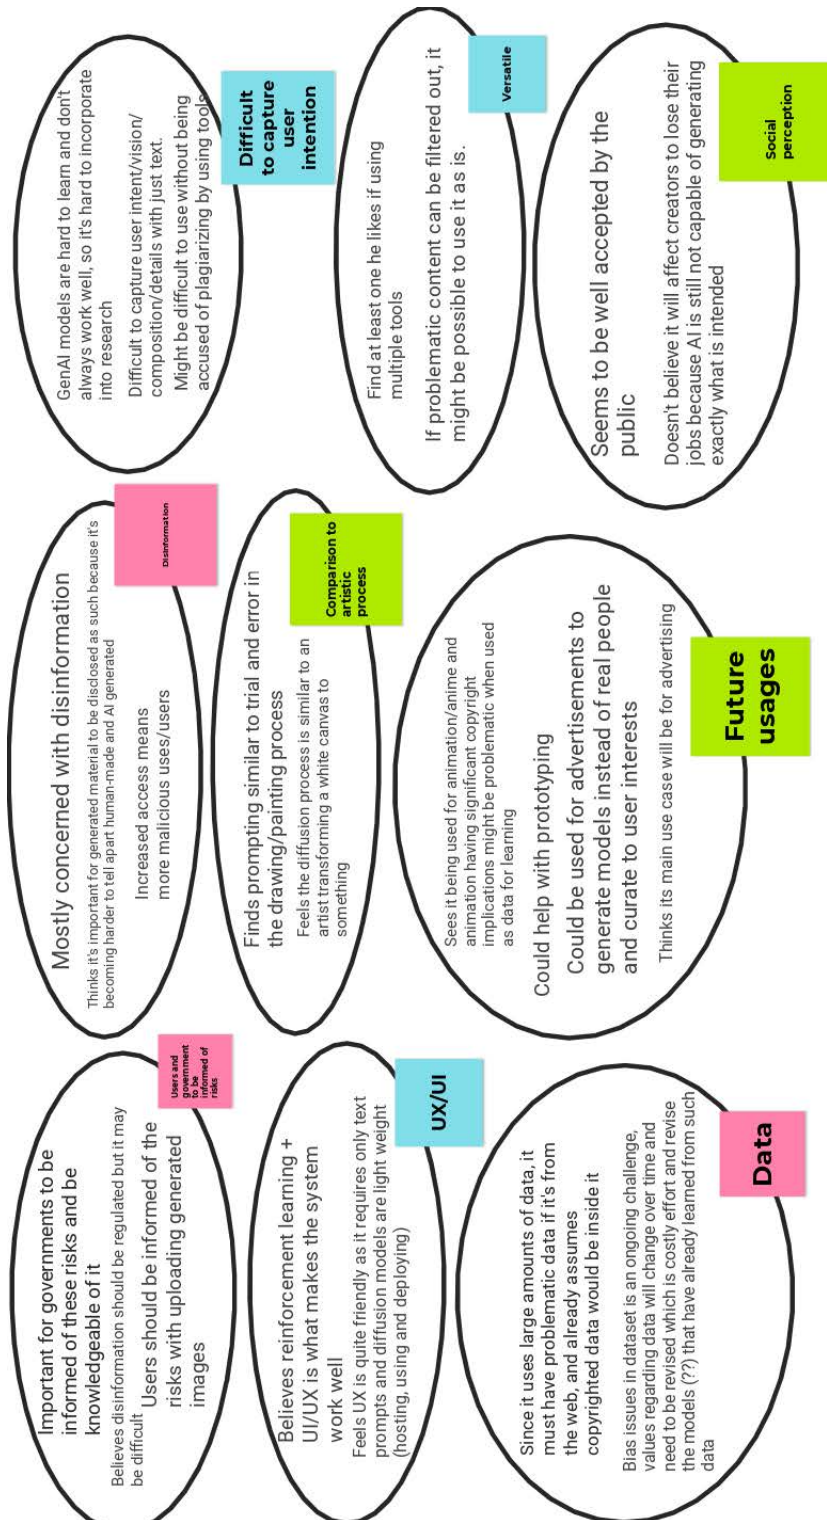 Important for governments to be
informed of these risks and be
knowledgeable of it
Believes disinformation should be regulated but it may
be difficult
Users should be informed of the
risks with uploading generated
images
Users and
government
to be
informed of
risks
Mostly concerned with disinformation
Thinks it's important for generated material to be disclosed as such because it's
becoming harder to tell apart human-made and AI generated
Increased access means
more malicious uses/users
Disinformation
GenAI models are hard to learn and don't
always work well, so it's hard to incorporate
into research
Difficult to capture user intent/vision/
composition/details with just text.
Might be difficult to use without being
accused of plagiarizing by using tools
Difficult
to capture
user
intention
Believes reinforcement learning +
UI/UX is what makes the system
work well
Feels UX is quite friendly as it requires only text
prompts and diffusion models are light weight
(hosting, using and deploying)
UX/UI
Finds prompting similar to trial and error in
the drawing/painting process
Feels the diffusion process is similar to an
artist transforming a white canvas to
something
Comparison to
artistic
process
Find at least one he likes if using
multiple tools
If problematic content can be filtered out, it
might be possible to use it as is.
Versatile
Since it uses large amounts of data, it
must have problematic data if it's from
the web, and already assumes
copyrighted data would be inside it
Bias issues in dataset is an ongoing challenge,
values regarding data will change over time and
need to be revised which is costly effort and revise
the models (??) that have already learned from such
data
Data
Sees it being used for animation/anime and
animation having significant copyright
implications might be problematic when used
as data for learning
Could help with prototyping
Could be used for advertisements to
generate models instead of real people
and curate to user interests
Thinks its main use case will be for advertising
Future
usages
Seems to be well accepted by the
public
Doesn't believe it will affect creators to lose their
jobs because AI is still not capable of generating
exactly what is intended
Social
perception